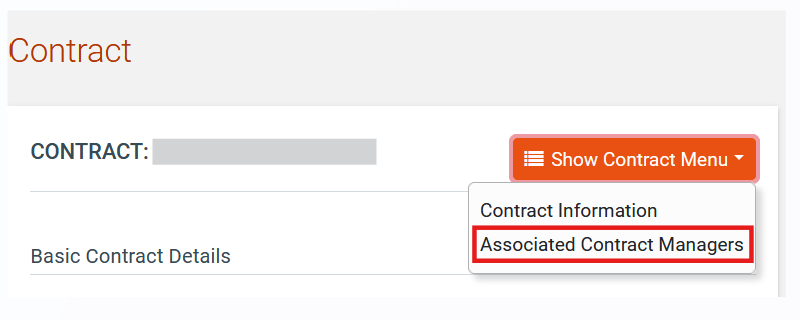 Contract
CONTRACT:
Show Contract Menu
Contract Information
Associated Contract Managers
Basic Contract Details